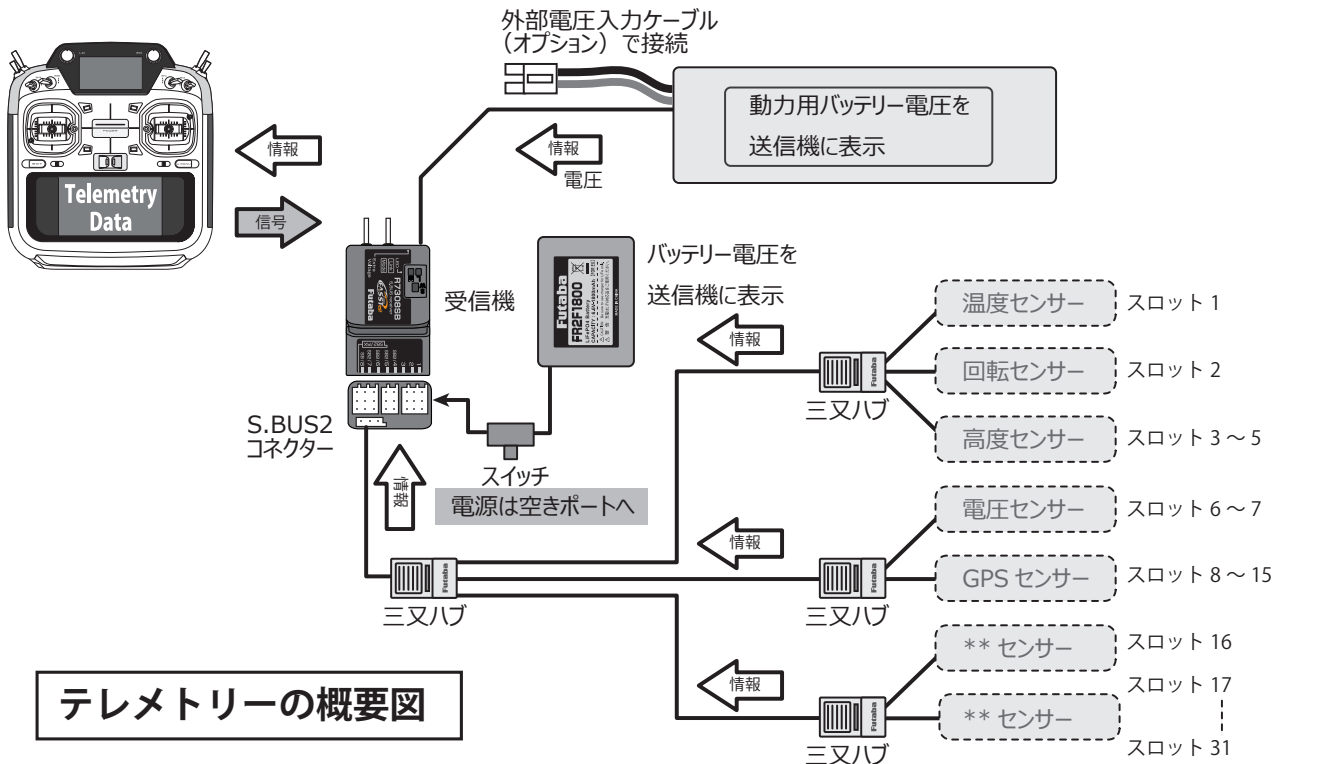 外部電圧入力ケーブル
（オプション）で接続
動力用バッテリー電圧を
送信機に表示
情報
情報
電圧
Telemetry
Data
信号
R7308SB
Futaba
受信機
Futaba
FR2F1800
バッテリー電圧を
送信機に表示
S.BUS2
コネクター
情報
スイッチ
電源は空きポートへ
情報
Futaba
三又ハブ
温度センサー
スロット 1
回転センサー
スロット 2
高度センサー
スロット 3 ～ 5
情報
Futaba
三又ハブ
Futaba
三又ハブ
電圧センサー
スロット 6 ～ 7
GPS センサー
スロット 8 ～ 15
情報
Futaba
三又ハブ
** センサー
スロット 16
** センサー
スロット 17
スロット 31
テレメトリーの概要図